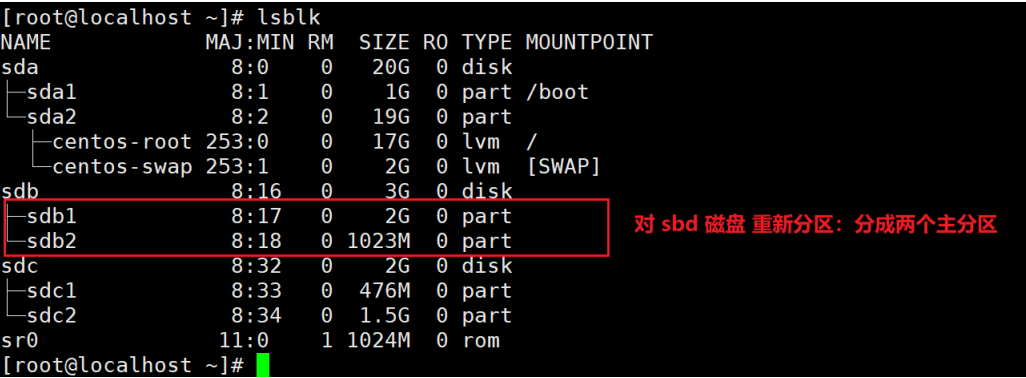 [root@localhost ~]# lsblk
NAME            MAJ:MIN RM  SIZE RO TYPE MOUNTPOINT
sda               8:0    0   20G  0 disk
├─sda1            8:1    0    1G  0 part /boot
└─sda2            8:2    0   19G  0 part
  ├─centos-root 253:0    0   17G  0 lvm  /
  └─centos-swap 253:1    0    2G  0 lvm  [SWAP]
sdb               8:16   0    3G  0 disk
├─sdb1            8:17   0    2G  0 part
└─sdb2            8:18   0 1023M  0 part
对 sbd 磁盘 重新分区：分成两个主分区
sdc               8:32   0    2G  0 disk
├─sdc1            8:33   0  476M  0 part
└─sdc2            8:34   0  1.5G  0 part
sr0              11:0    1 1024M  0 rom
[root@localhost ~]#